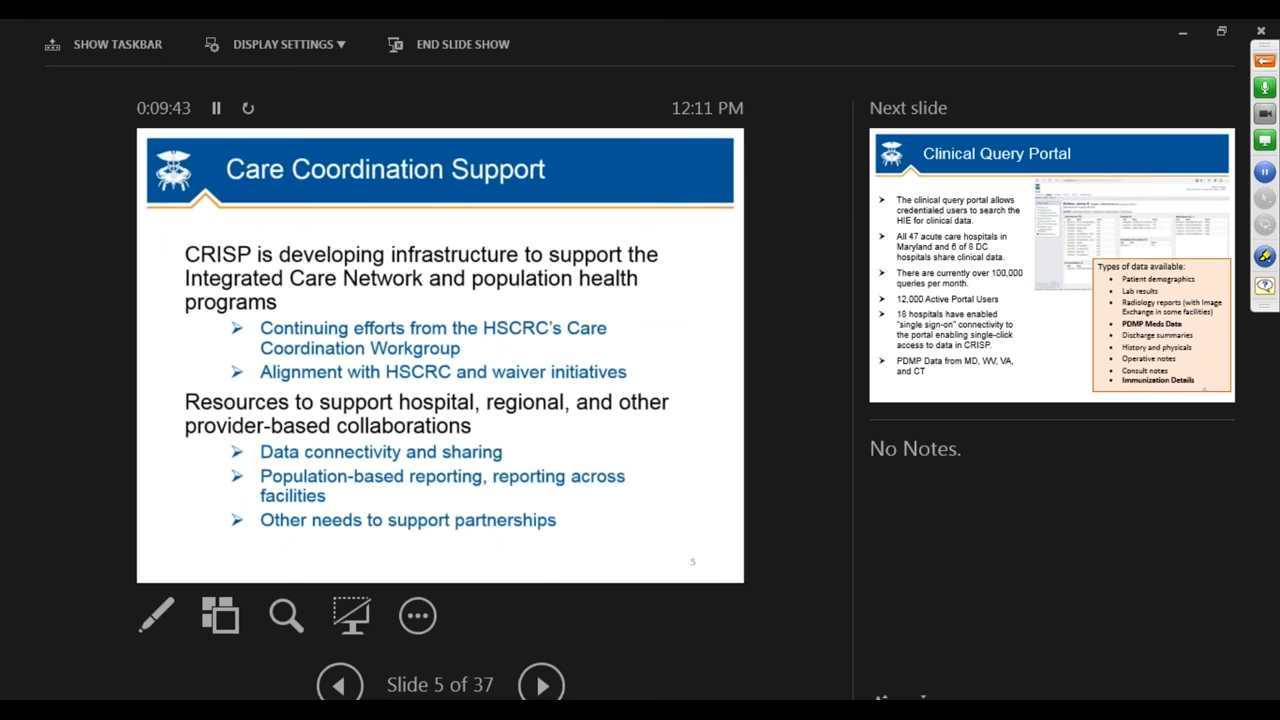 SHOW TASKBAR
DISPLAY SETTINGS ▼
END SLIDE SHOW
0:09:43
12:11 PM
Care Coordination Support
CRISP is developing infrastructure to support the
Integrated Care Network and population health
programs
Continuing efforts from the HSCRC's Care
Coordination Workgroup
Alignment with HSCRC and waiver initiatives
Resources to support hospital, regional, and other
provider-based collaborations
Data connectivity and sharing
Population-based reporting, reporting across
facilities
Other needs to support partnerships
5
Slide 5 of 37
Next slide
Clinical Query Portal
The clinical query portal allows
credentialed users to search the
HIE for clinical data.
All 47 acute care hospitals in
Maryland and 6 of 8 DC
hospitals share clinical data.
There are currently over 100,000
queries per month.
12,000 Active Portal Users
18 hospitals have enabled
"single sign-on" connectivity to
the portal enabling single-click
access to data in CRISP.
PDMP Data from MD, WV, VA,
and CT
Types of data available:
Patient demographics
Lab results
Radiology reports (with Image
Exchange in some facilities)
PDMP Meds Data
Discharge summaries
History and physicals
Operative notes
Consult notes
Immunization Details
No Notes.